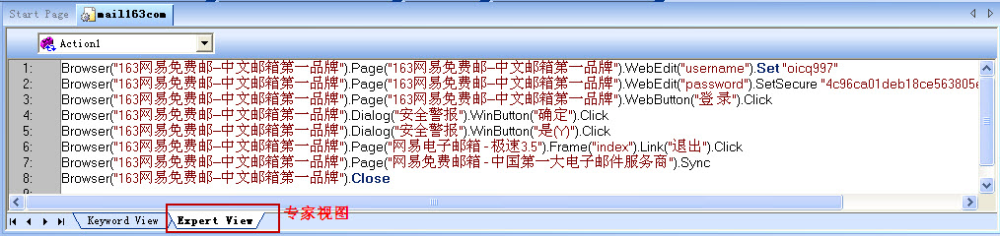 Start Page mail163com
Action1
1: Browser("163网易免费邮--中文邮箱第一品牌").Page("163网易免费邮--中文邮箱第一品牌").WebEdit("username").Set "oicq997"
2: Browser("163网易免费邮--中文邮箱第一品牌").Page("163网易免费邮--中文邮箱第一品牌").WebEdit("password").SetSecure "4c96ca01deb18ce563805e
3: Browser("163网易免费邮--中文邮箱第一品牌").Page("163网易免费邮--中文邮箱第一品牌").WebButton("登 录").Click
4: Browser("163网易免费邮--中文邮箱第一品牌").Dialog("安全警报").WinButton("确定").Click
5: Browser("163网易免费邮--中文邮箱第一品牌").Dialog("安全警报").WinButton("是(Y)").Click
6: Browser("163网易免费邮--中文邮箱第一品牌").Page("网易电子邮箱 - 极速3.5").Frame("index").Link("退出").Click
7: Browser("163网易免费邮--中文邮箱第一品牌").Page("网易免费邮箱 - 中国第一大电子邮件服务商").Sync
8: Browser("163网易免费邮--中文邮箱第一品牌").Close
Keyword View Expert View 专家视图